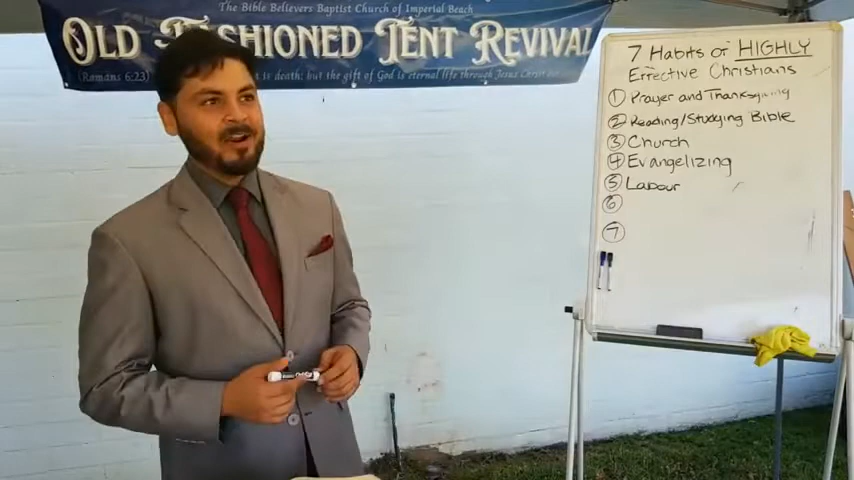 The Bible Believers Baptist Church of Imperial Beach
Old Fashioned Tent Revival
Romans 6:23
is death, but the gift of God is eternal life through Jesus Christ our
7 Habits of HIGHLY
Effective Christians
① Prayer and Thanksgiving
② Reading/Studying Bible
③ Church
④ Evangelizing
⑤ Labour
⑥
⑦